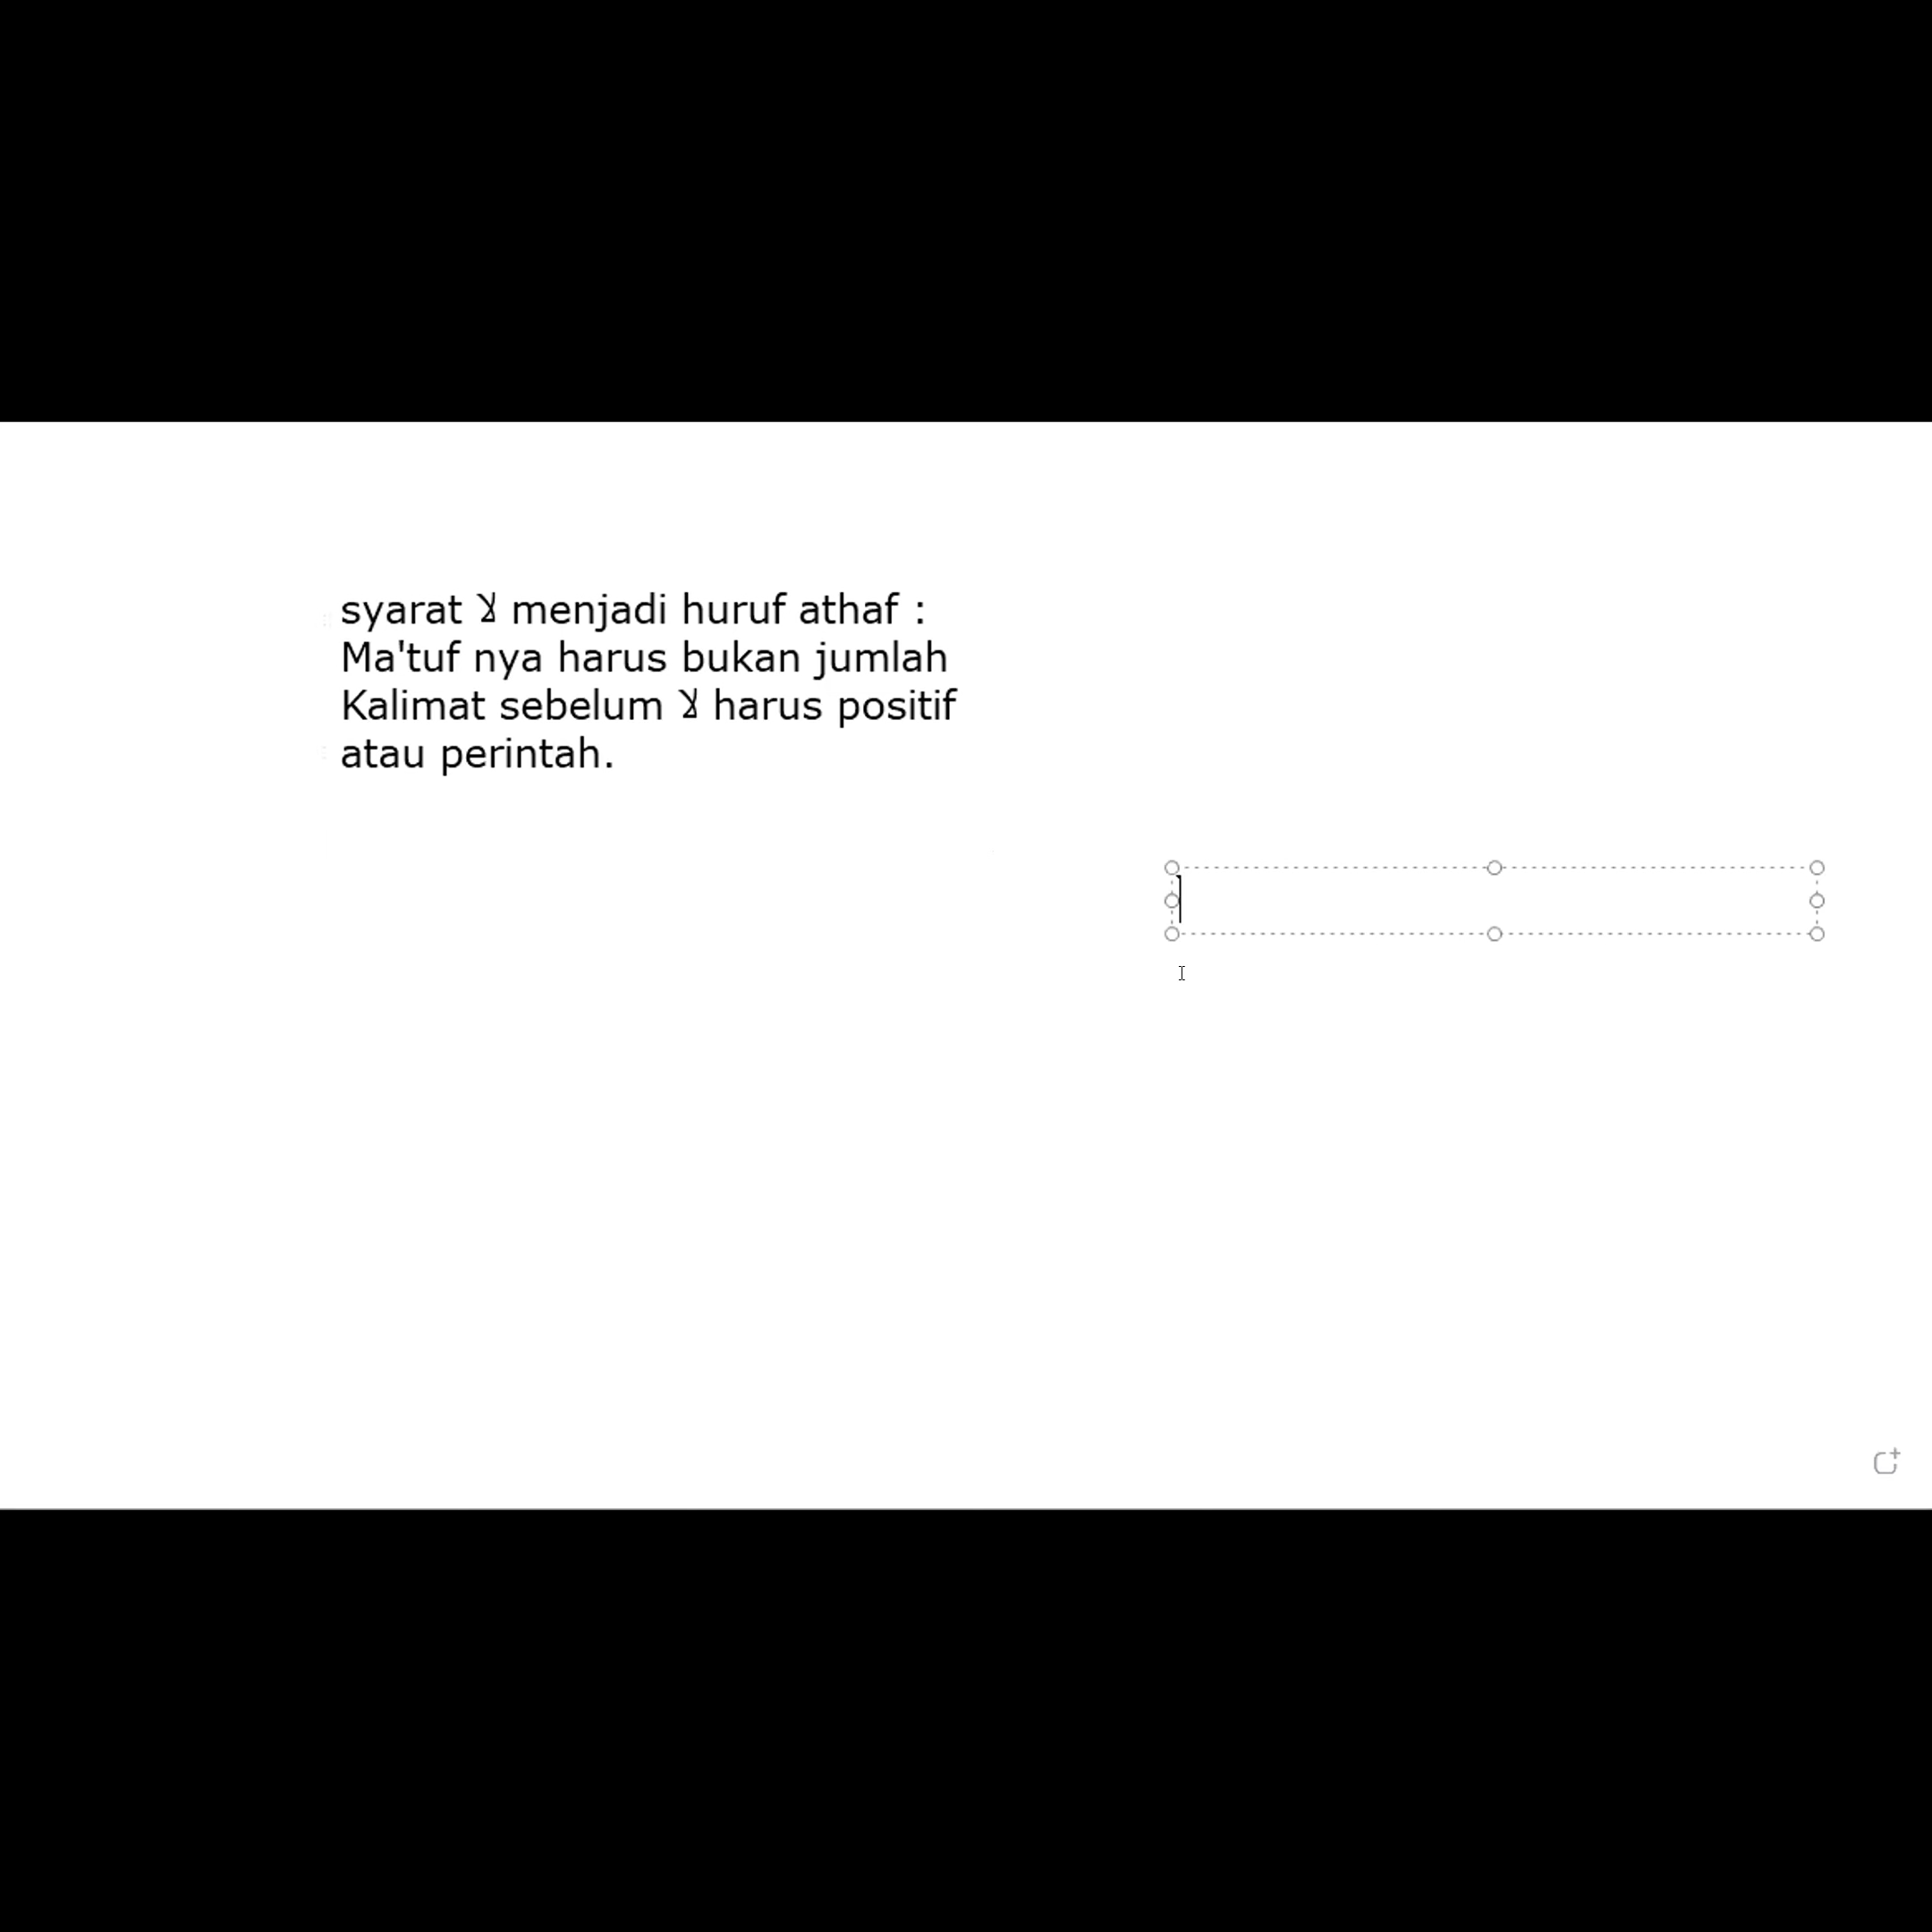 syarat لا menjadi huruf athaf :
Ma'tuf nya harus bukan jumlah
Kalimat sebelum لا harus positif
atau perintah.